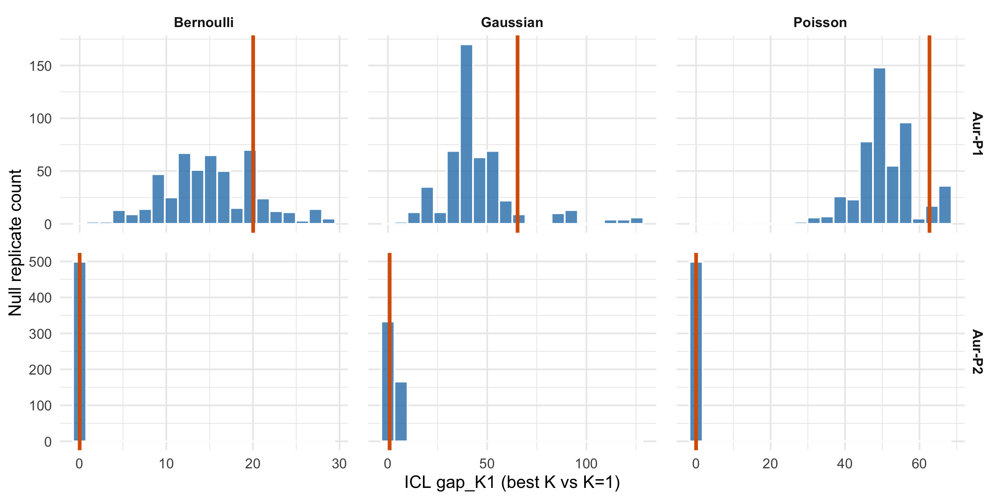 Bernoulli Gaussian Poisson
150
100
50
0
Aur-P1
500
400
300
200
100
0
Aur-P2
Null replicate count
0 10 20 30 0 50 100 0 20 40 60
ICL gap_K1 (best K vs K=1)